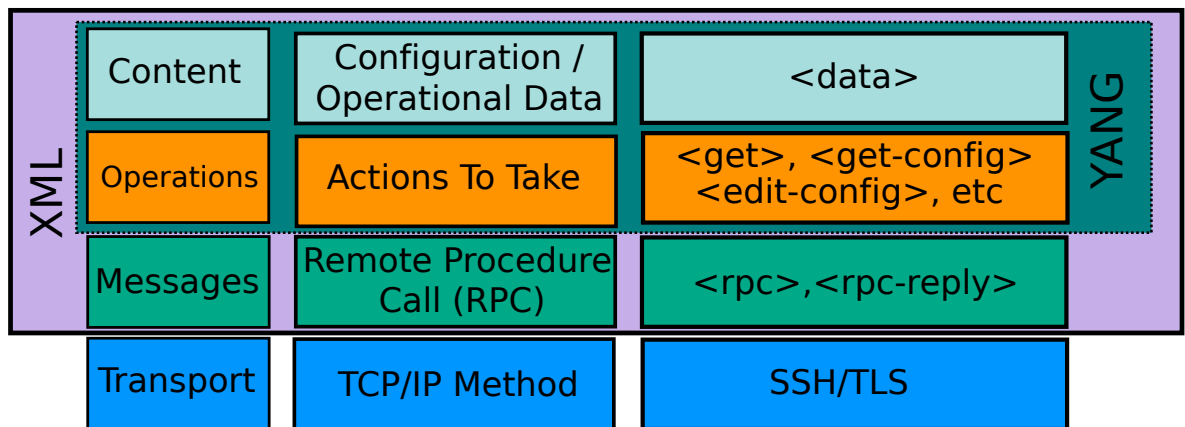 XML
Content
Configuration /
Operational Data
<data>
YANG
Operations
Actions To Take
<get>, <get-config>
<edit-config>, etc
Messages
Remote Procedure
Call (RPC)
<rpc>,<rpc-reply>
Transport
TCP/IP Method
SSH/TLS